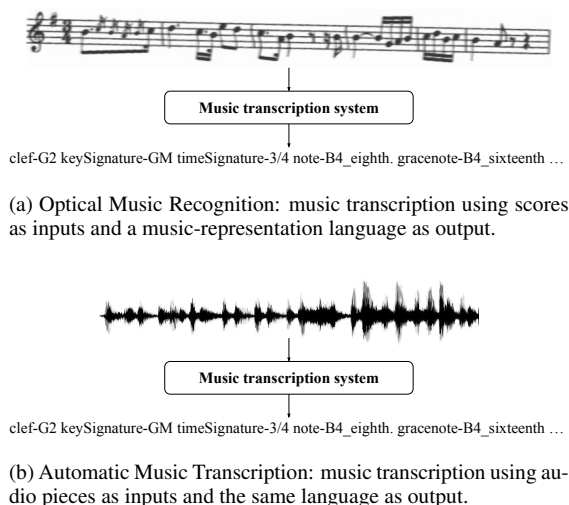 Music transcription system
clef-G2 keySignature-GM timeSignature-3/4 note-B4_eighth. gracenote-B4_sixteenth ...
(a) Optical Music Recognition: music transcription using scores
as inputs and a music-representation language as output.
Music transcription system
clef-G2 keySignature-GM timeSignature-3/4 note-B4_eighth. gracenote-B4_sixteenth ...
(b) Automatic Music Transcription: music transcription using au-
dio pieces as inputs and the same language as output.